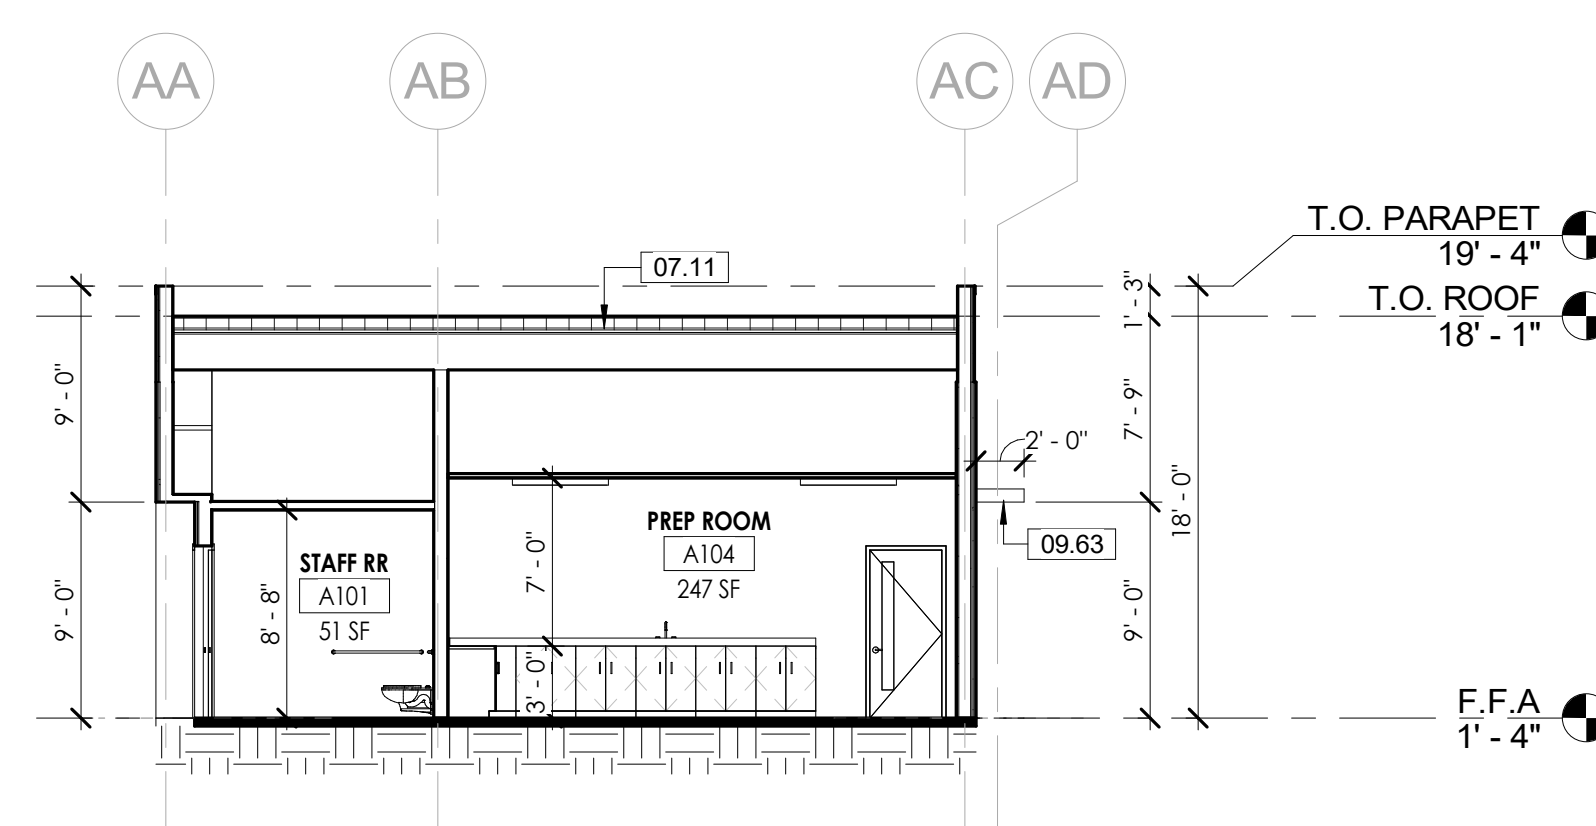 AA
AB
AC
AD
T.O. PARAPET
19' - 4"
07.11
1' - 3"
T.O. ROOF
18' - 1"
9' - 0"
7' - 9"
2' - 0"
18' - 0"
PREP ROOM
A104
247 SF
7' - 0"
09.63
STAFF RR
A101
51 SF
8' - 8"
9' - 0"
9' - 0"
3' - 0"
F.F.A
1' - 4"